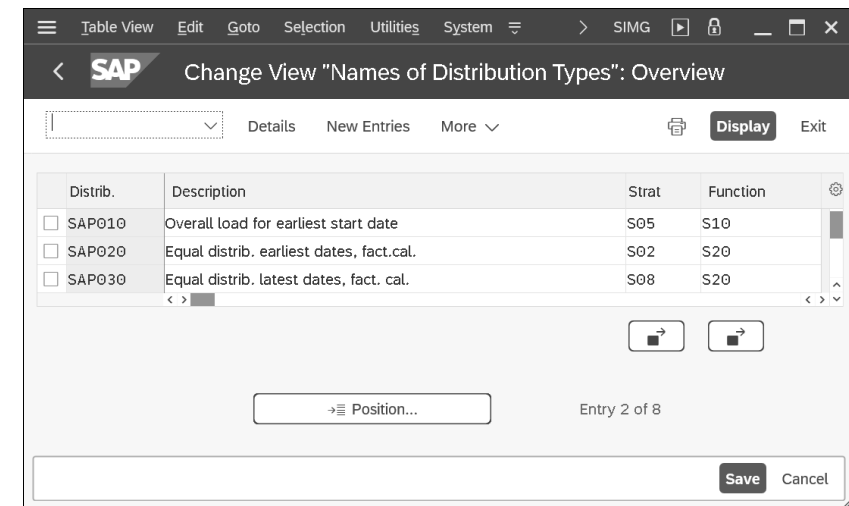 Table View Edit Goto Selection Utilities System SIMG
SAP Change View "Names of Distribution Types": Overview
Details New Entries More Display Exit
Distrib. Description Strat Function
SAP010 Overall load for earliest start date S05 S10
SAP020 Equal distrib. earliest dates, fact.cal. S02 S20
SAP030 Equal distrib. latest dates, fact. cal. S08 S20
Position... Entry 2 of 8
Save Cancel